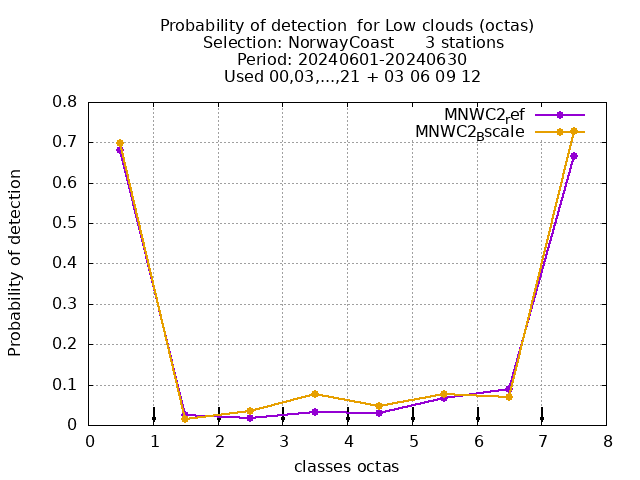 Probability of detection for Low clouds (octas)
Selection: NorwayCoast 3 stations
Period: 20240601-20240630
Used 00,03,...,21 + 03 06 09 12
MNWC2ref
MNWC2Bscale
Probability of detection
0.8
0.7
0.6
0.5
0.4
0.3
0.2
0.1
0
0 1 2 3 4 5 6 7 8
classes octas